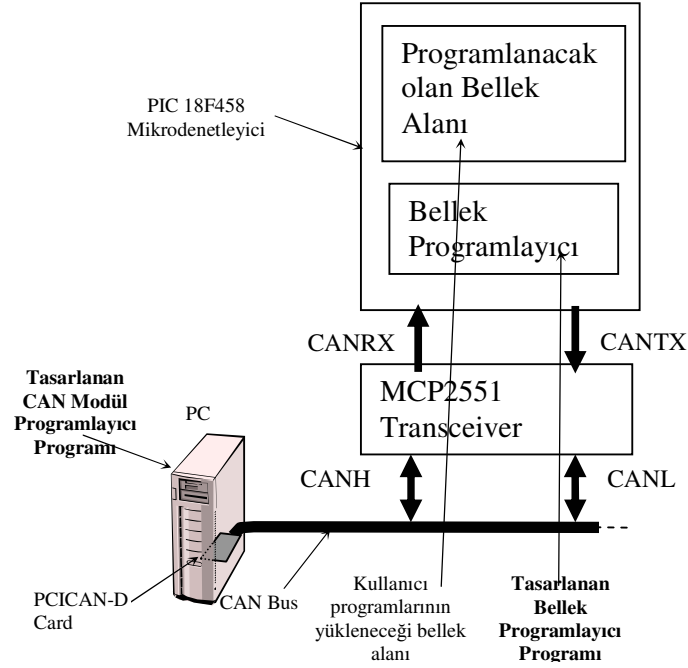 Programlanacak
olan Bellek
Alanı
PIC 18F458
Mikrodenetleyici
Bellek
Programlayıcı
CANRX
CANTX
MCP2551
Transceiver
Tasarlanan
CAN Modül
Programlayıcı
Programı
PC
CANH
CANL
PCICAN-D
Card
CAN Bus
Kullanıcı
programlarının
yükleneceği bellek
alanı
Tasarlanan
Bellek
Programlayıcı
Programı